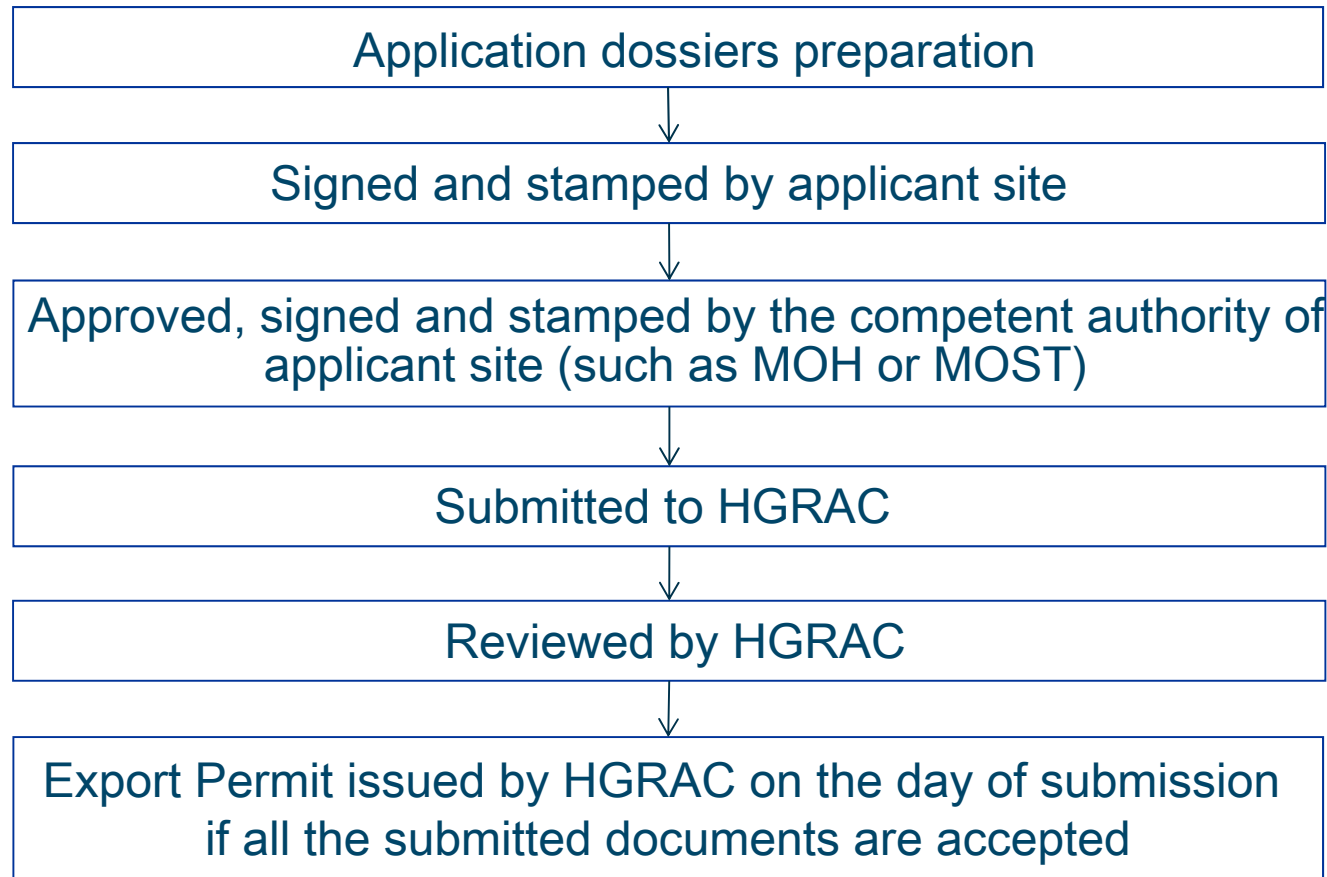 Application dossiers preparation
Signed and stamped by applicant site
Approved, signed and stamped by the competent authority of
applicant site (such as MOH or MOST)
Submitted to HGRAC
Reviewed by HGRAC
Export Permit issued by HGRAC on the day of submission
if all the submitted documents are accepted